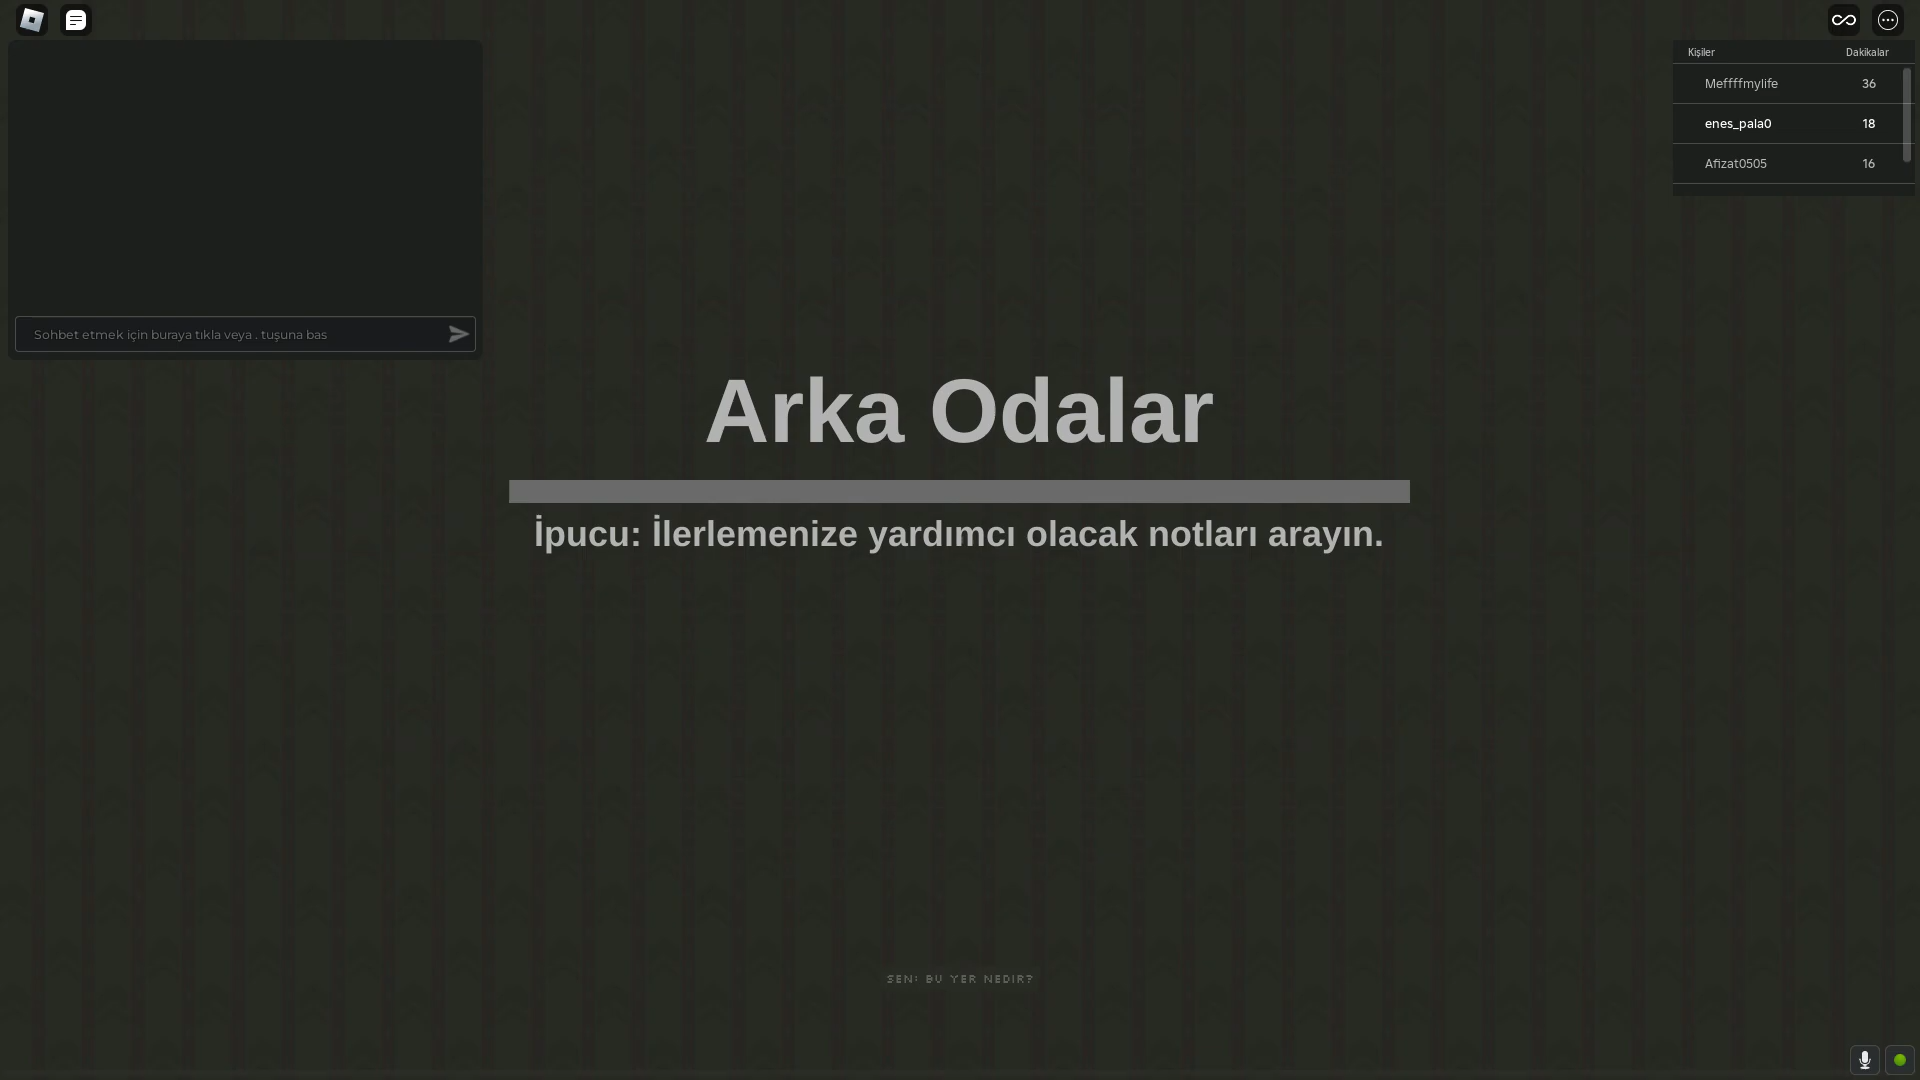 Kişiler Dakikalar
Meffffmylife 36
enes_pala0 18
Afizat0505 16
Sohbet etmek için buraya tıkla veya . tuşuna bas
Arka Odalar
İpucu: İlerlemenize yardımcı olacak notları arayın.
SEN: BU YER NEDIR?